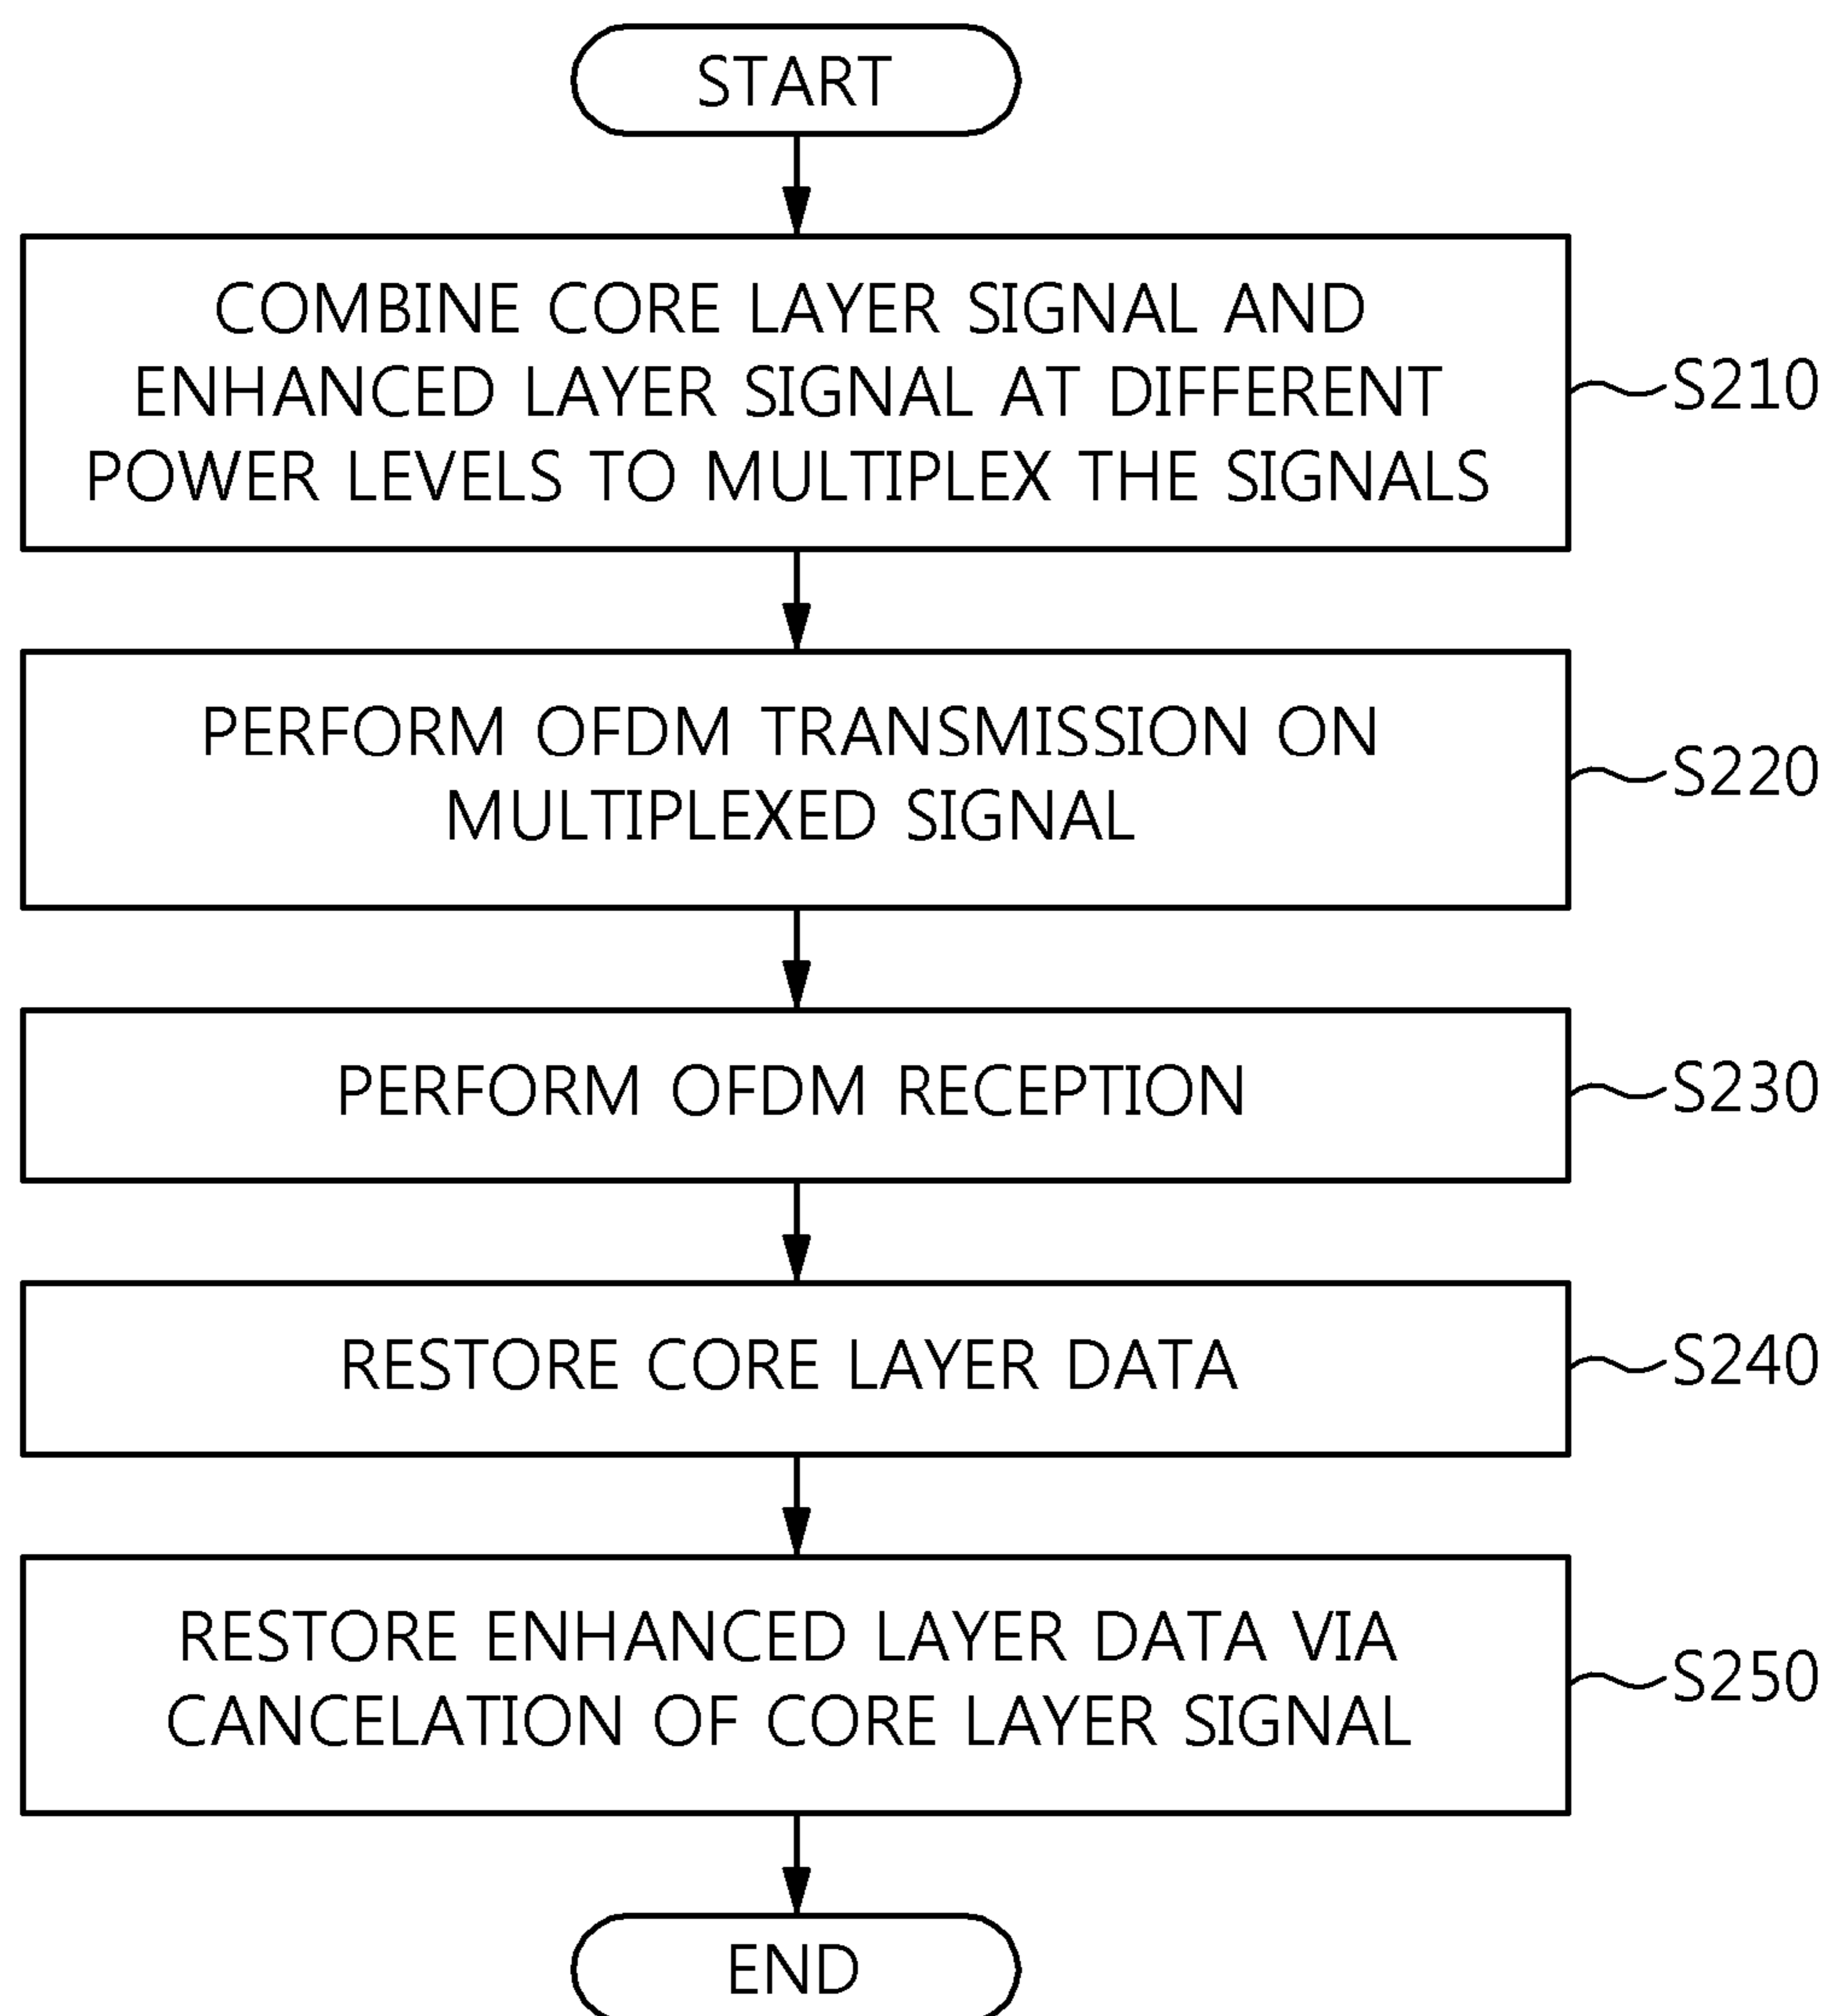 START
COMBINE CORE LAYER SIGNAL AND
ENHANCED LAYER SIGNAL AT DIFFERENT
POWER LEVELS TO MULTIPLEX THE SIGNALS
S210
PERFORM OFDM TRANSMISSION ON
MULTIPLEXED SIGNAL
S220
PERFORM OFDM RECEPTION
S230
RESTORE CORE LAYER DATA
S240
RESTORE ENHANCED LAYER DATA VIA
CANCELATION OF CORE LAYER SIGNAL
S250
END